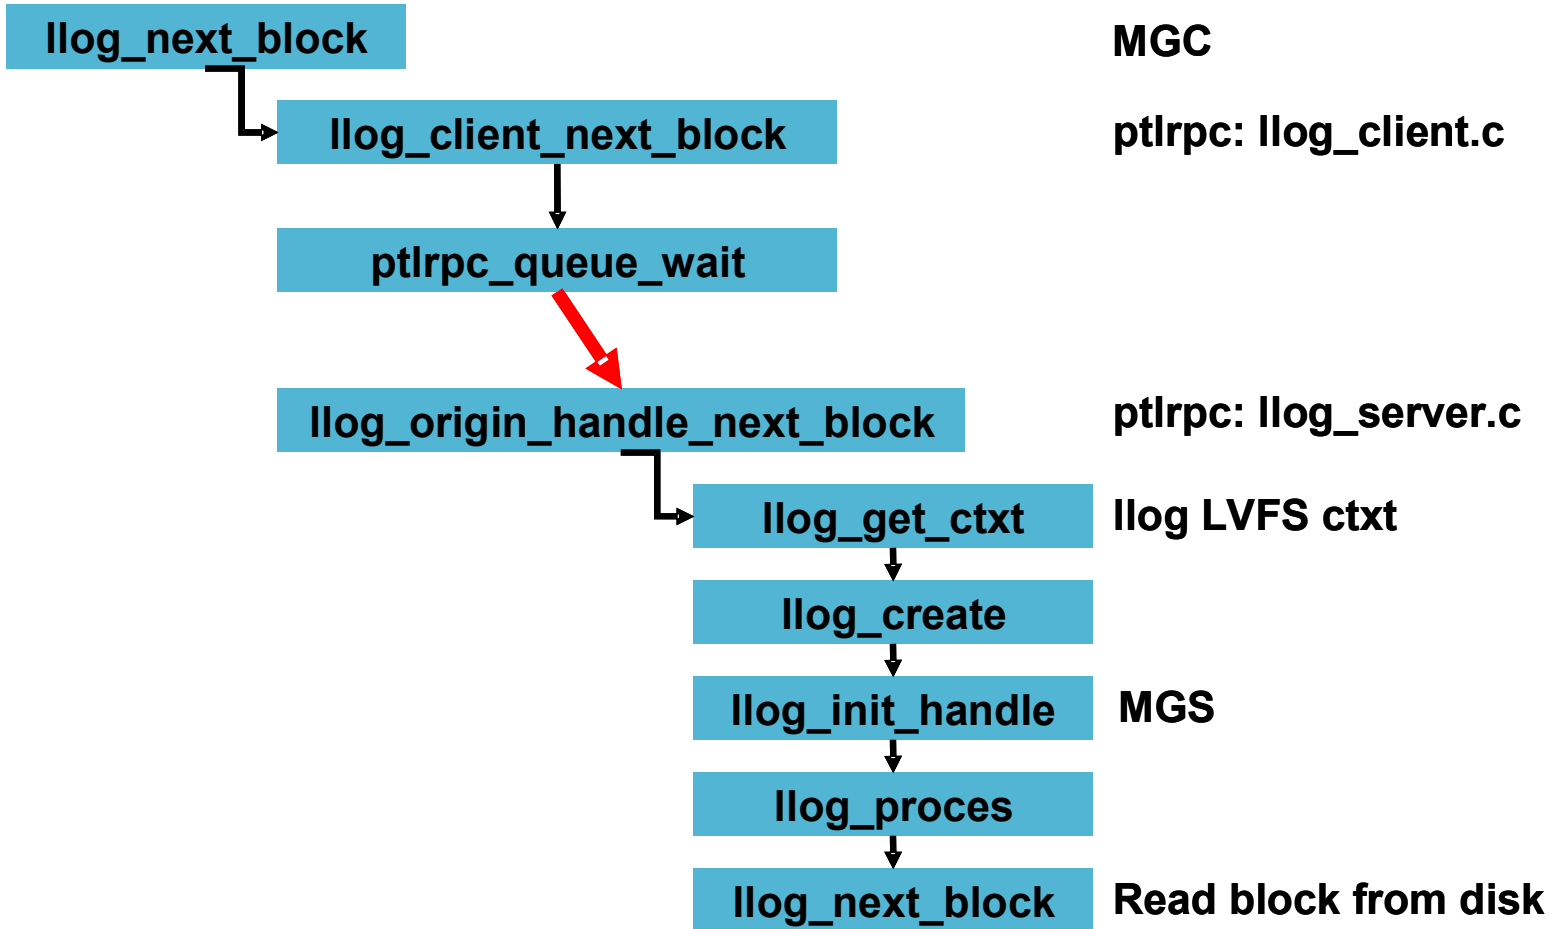 llog_next_block
MGC
llog_client_next_block
ptlrpc: llog_client.c
ptlrpc_queue_wait
llog_origin_handle_next_block
ptlrpc: llog_server.c
llog_get_ctxt
llog LVFS ctxt
llog_create
llog_init_handle
MGS
llog_proces
llog_next_block
Read block from disk